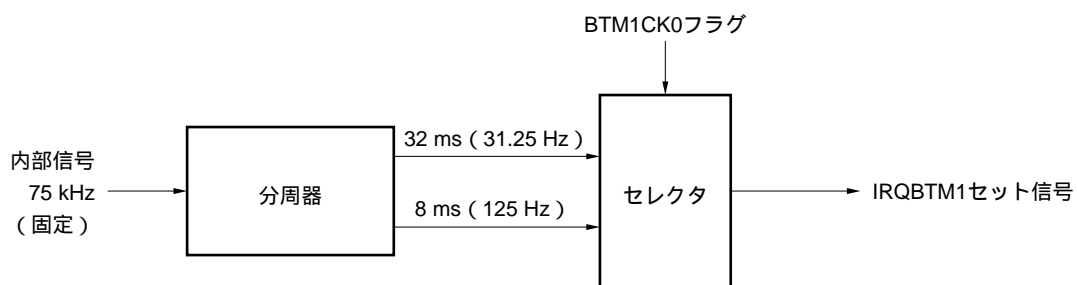 BTM1CK0フラグ
内部信号
75 kHz
(固定)
分周器
32 ms(31.25 Hz)
8 ms(125 Hz)
セレクタ
IRQBTM1セット信号